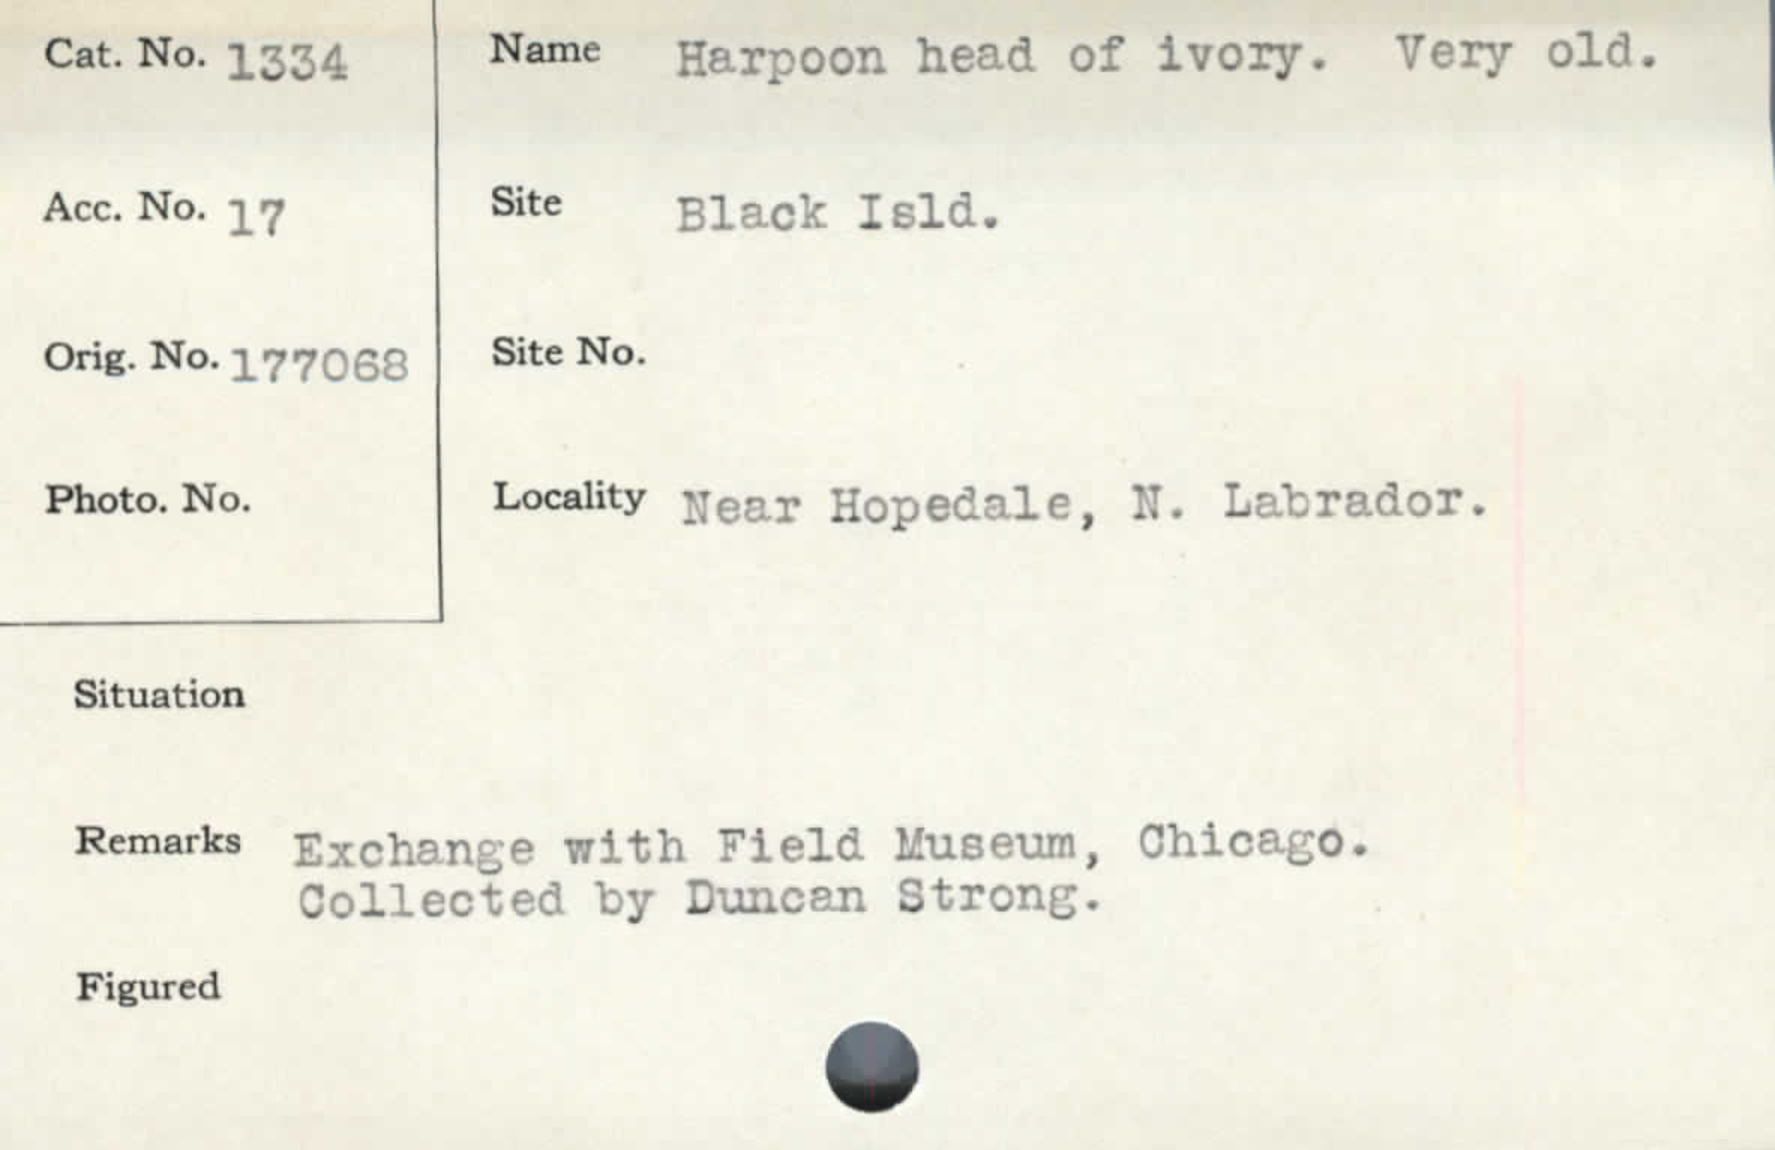 Cat. No. 1334
Name Harpoon head of ivory. Very old.
Acc. No. 17
Site Black Isld.
Orig. No. 177068
Site No.
Photo. No.
Locality Near Hopedale, N. Labrador.
Situation
Remarks Exchange with Field Museum, Chicago.
Collected by Duncan Strong.
Figured